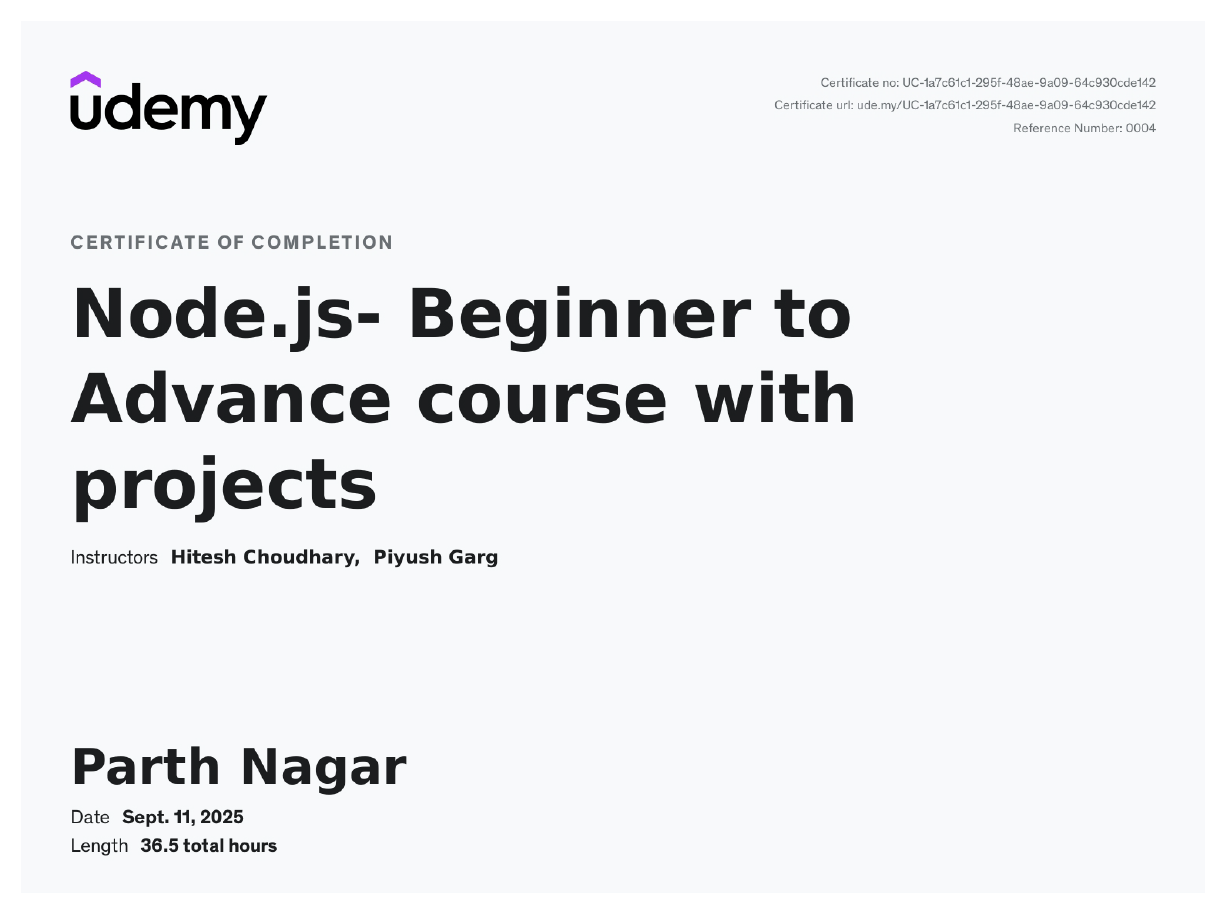 udemy
Certificate no: UC-1a7c61c1-295f-48ae-9a09-64c930cde142
Certificate url: ude.my/UC-1a7c61c1-295f-48ae-9a09-64c930cde142
Reference Number: 0004
CERTIFICATE OF COMPLETION
Node.js- Beginner to
Advance course with
projects
Instructors Hitesh Choudhary, Piyush Garg
Parth Nagar
Date Sept. 11, 2025
Length 36.5 total hours